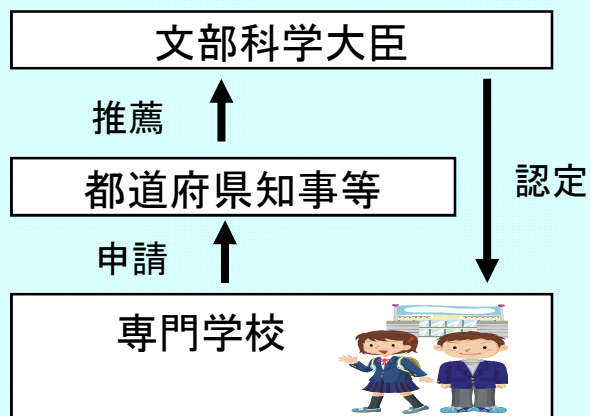 文部科学大臣
推薦
都道府県知事等
認定
申請
専門学校